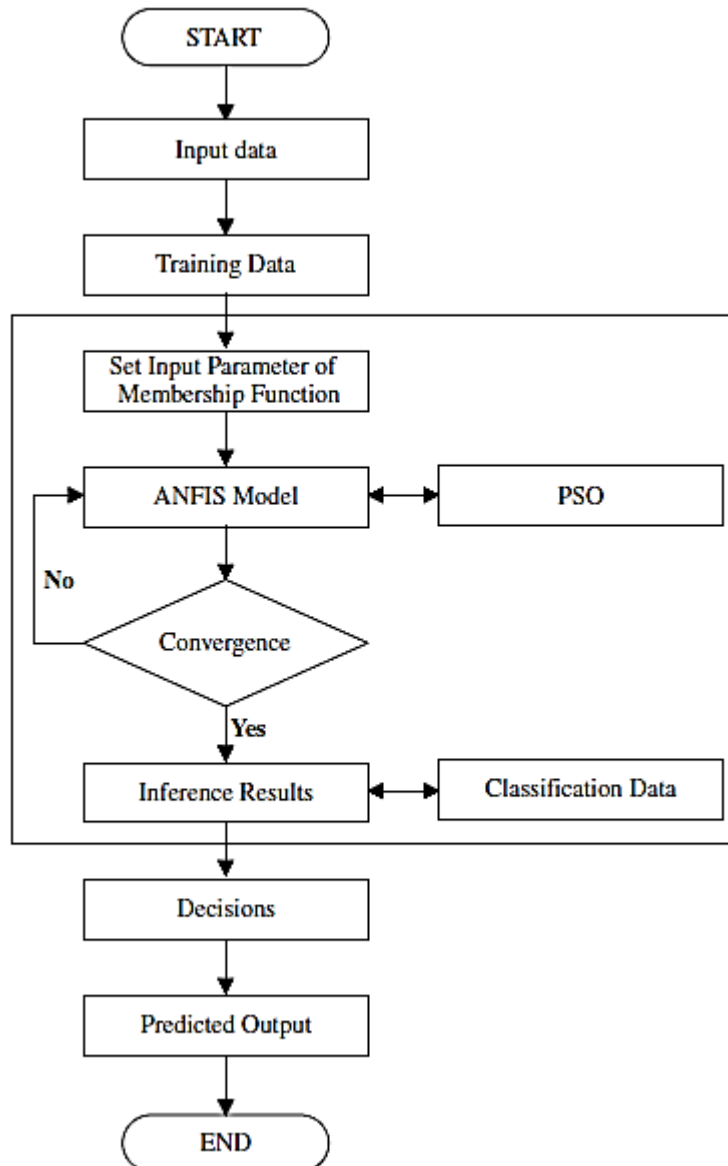 START
Input data
Training Data
Set Input Parameter of
Membership Function
ANFIS Model
PSO
No
Convergence
Yes
Inference Results
Classification Data
Decisions
Predicted Output
END